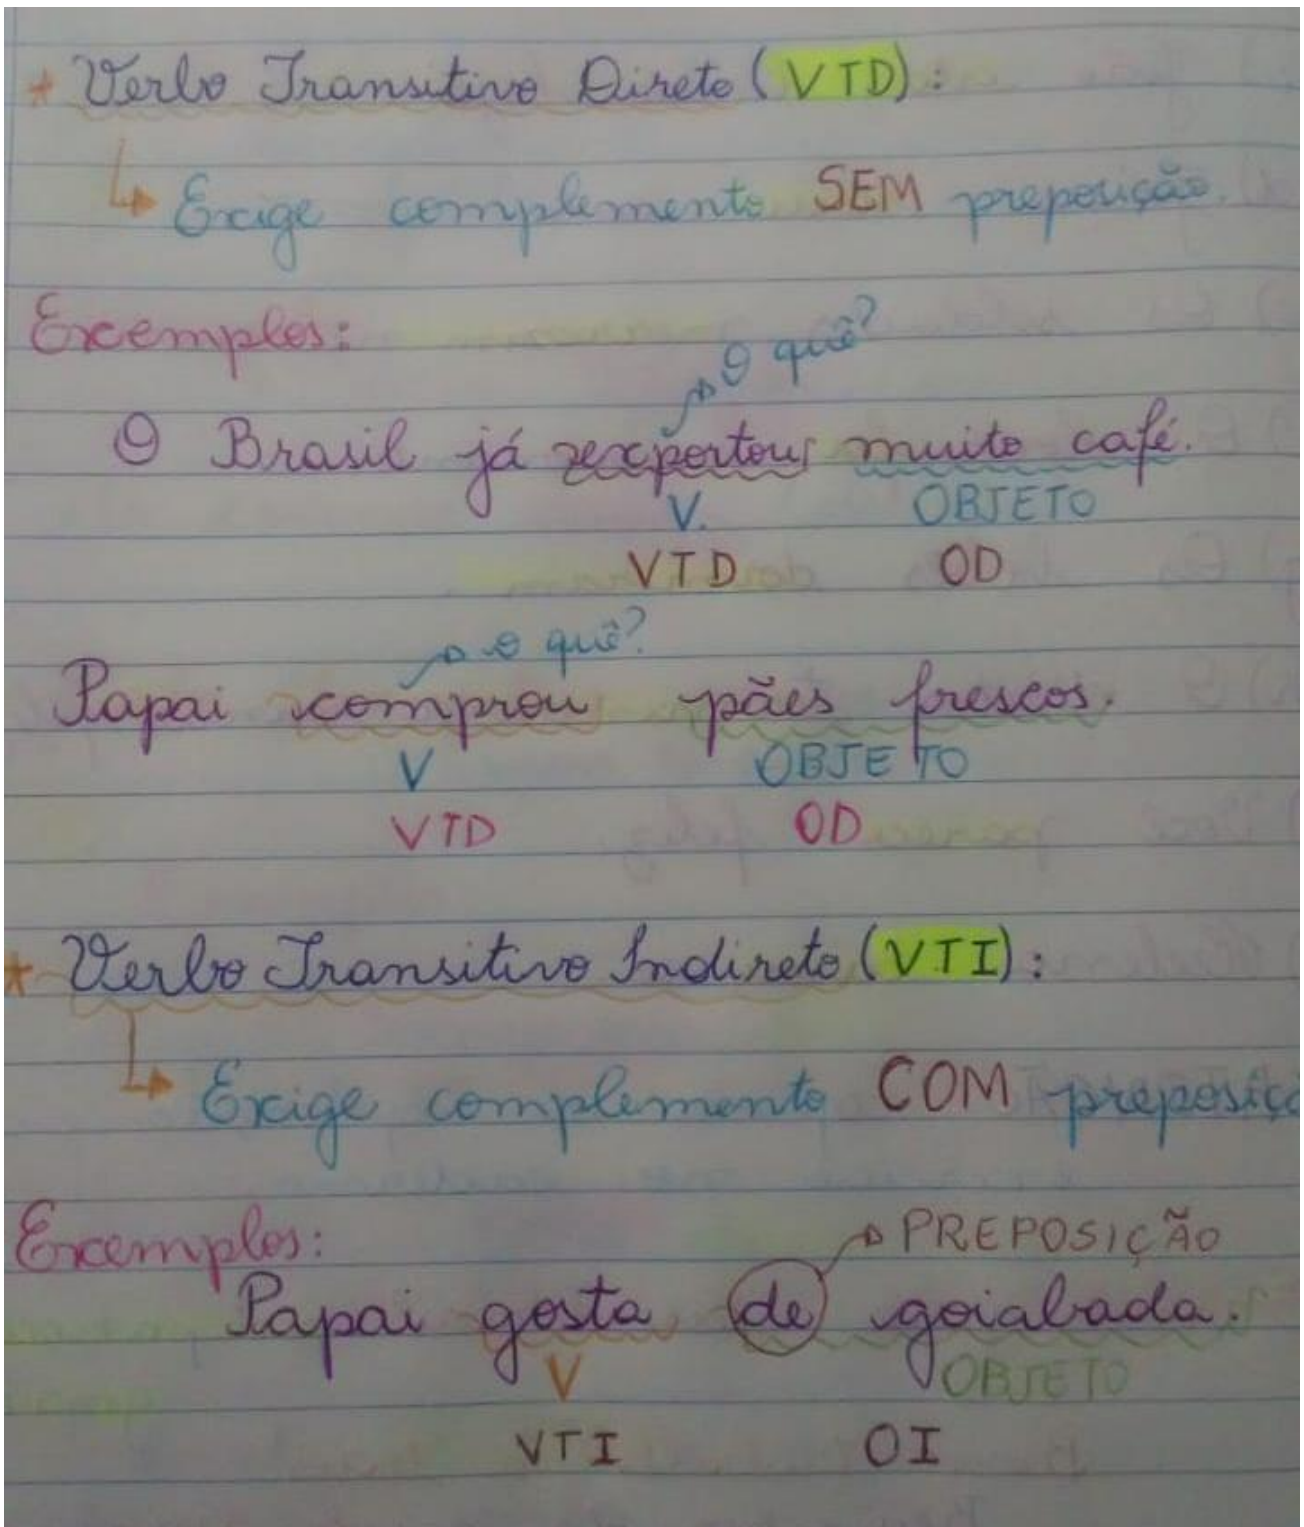 * Verbo Transitivo Direto (VTD):
↳ Exige complemento SEM preposição.
Exemplos:
O quê?
O Brasil já exportou muito café.
V. OBJETO
VTD OD
o quê?
Papai comprou pães frescos.
V OBJETO
VTD OD
* Verbo Transitivo Indireto (VTI):
↳ Exige complemento COM preposiçã
Exemplos:
PREPOSIÇÃO
Papai gosta de goiabada.
V OBJETO
VTI OI